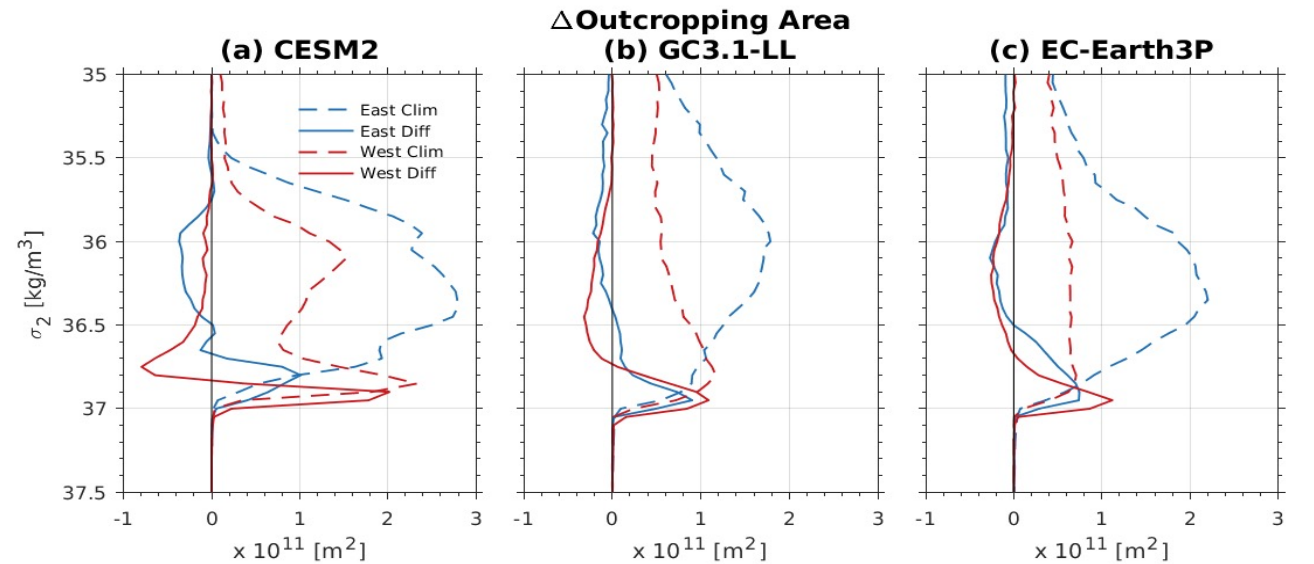 △Outcropping Area
(a) CESM2
(b) GC3.1-LL
(c) EC-Earth3P
East Clim
East Diff
West Clim
West Diff
35
35.5
36
36.5
37
37.5
σ₂ [kg/m³]
-1 0 1 2 3
-1 0 1 2 3
-1 0 1 2 3
x 10¹¹ [m²]
x 10¹¹ [m²]
x 10¹¹ [m²]